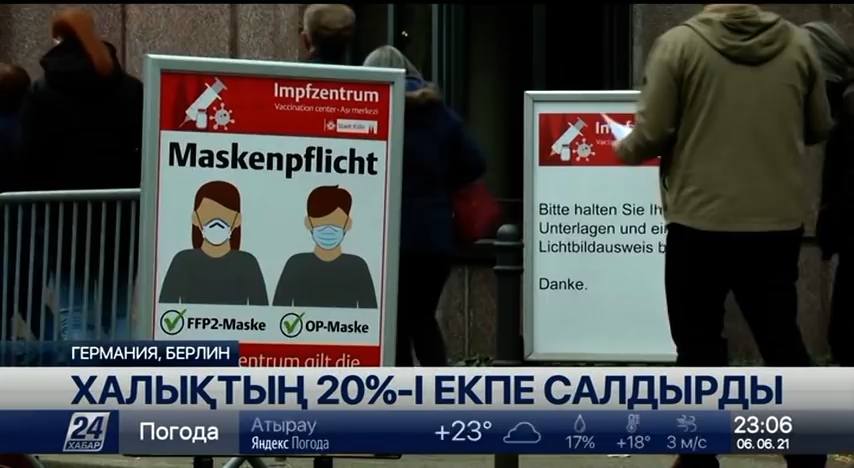 Impfzentrum
Vaccination center • Aşı merkezi
Stadt Köln
Maskenpflicht
FFP2-Maske
OP-Maske
Bitte halten Sie
Unterlagen und
Lichtbildausweis
Danke.
gilt die
ГЕРМАНИЯ, БЕРЛИН
ХАЛЫҚТЫҢ 20%-І ЕКПЕ САЛДЫРДЫ
24
ХАБАР
Погода
Атырау
Яндекс Погода
+23°
17%
+18°
3 м/с
23:06
06.06.21